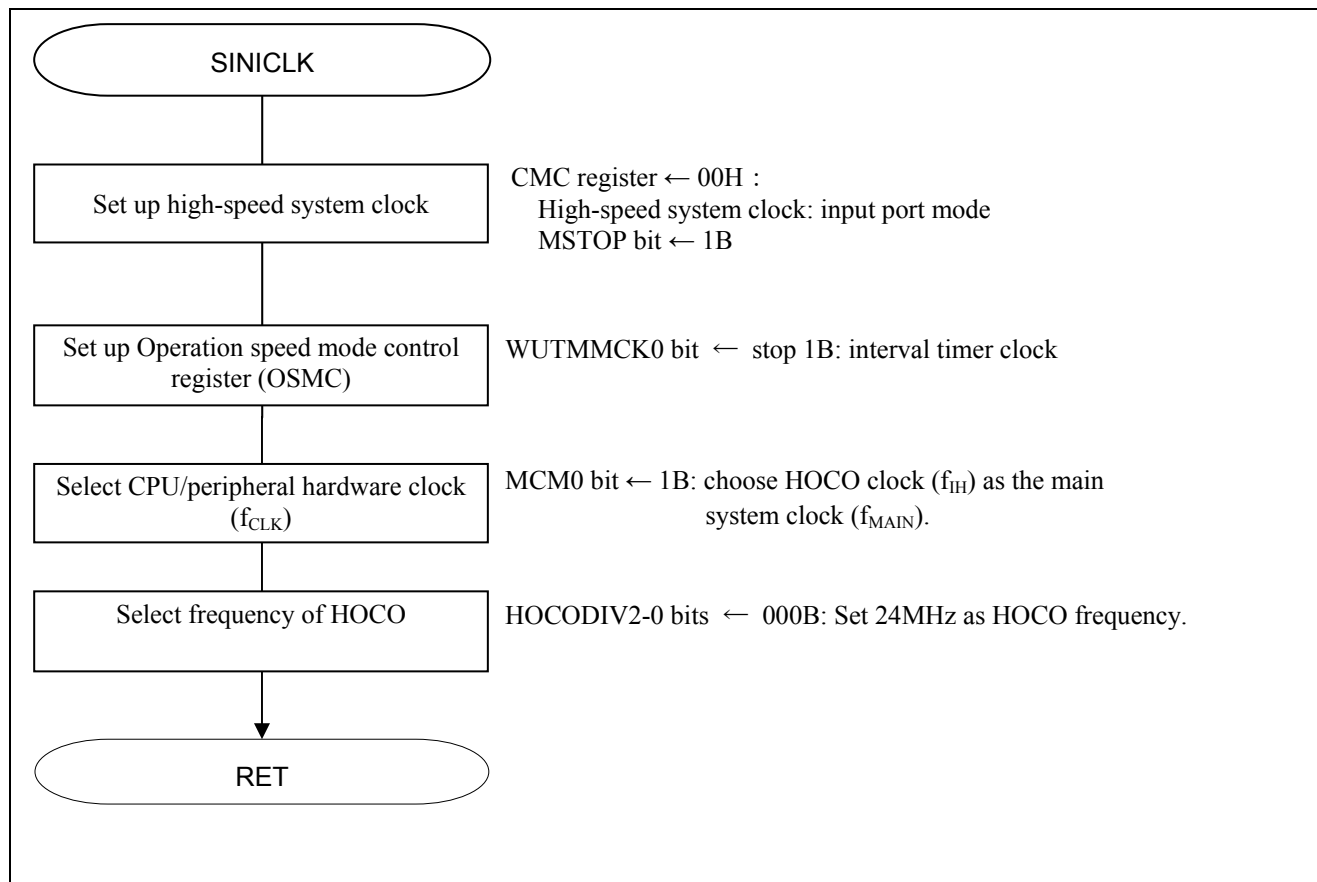 SINICLK
Set up high-speed system clock
CMC register ← 00H :
High-speed system clock: input port mode
MSTOP bit ← 1B
Set up Operation speed mode control
register (OSMC)
WUTMMCK0 bit ← stop 1B: interval timer clock
Select CPU/peripheral hardware clock
(fCLK)
MCM0 bit ← 1B: choose HOCO clock (fIH) as the main
system clock (fMAIN).
Select frequency of HOCO
HOCODIV2-0 bits ← 000B: Set 24MHz as HOCO frequency.
RET